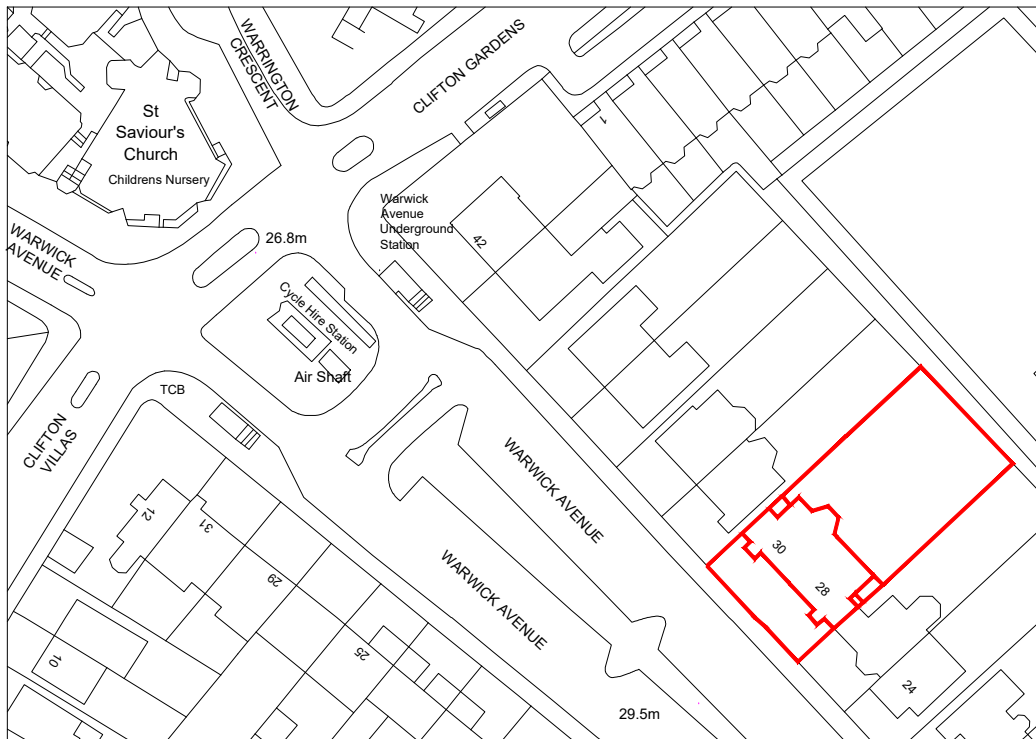 WARRINGTON
CRESCENT
CLIFTON GARDENS
St
Saviour's
Church
Childrens Nursery
1
Warwick
Avenue
Underground
Station
42
WARWICK
AVENUE
26.8m
Cycle Hire Station
Air Shaft
TCB
CLIFTON
VILLAS
WARWICK AVENUE
WARWICK AVENUE
12
31
29
25
10
30
28
24
29.5m